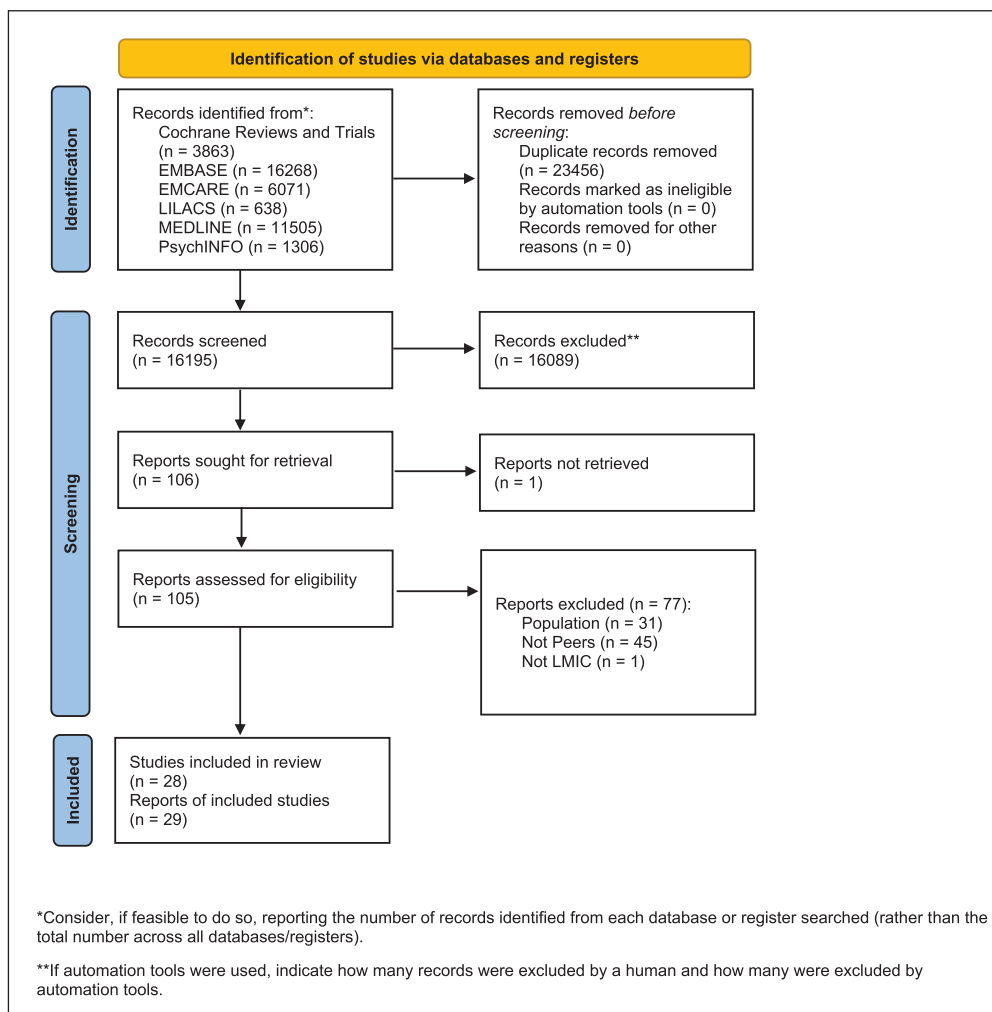 Identification of studies via databases and registers
Identification
Records identified from*:
Cochrane Reviews and Trials
(n = 3863)
EMBASE (n = 16268)
EMCARE (n = 6071)
LILACS (n = 638)
MEDLINE (n = 11505)
PsychINFO (n = 1306)
Records removed before
screening:
Duplicate records removed
(n = 23456)
Records marked as ineligible
by automation tools (n = 0)
Records removed for other
reasons (n = 0)
Screening
Records screened
(n = 16195)
Records excluded**
(n = 16089)
Reports sought for retrieval
(n = 106)
Reports not retrieved
(n = 1)
Reports assessed for eligibility
(n = 105)
Reports excluded (n = 77):
Population (n = 31)
Not Peers (n = 45)
Not LMIC (n = 1)
Included
Studies included in review
(n = 28)
Reports of included studies
(n = 29)
*Consider, if feasible to do so, reporting the number of records identified from each database or register searched (rather than the
total number across all databases/registers).
**If automation tools were used, indicate how many records were excluded by a human and how many were excluded by
automation tools.